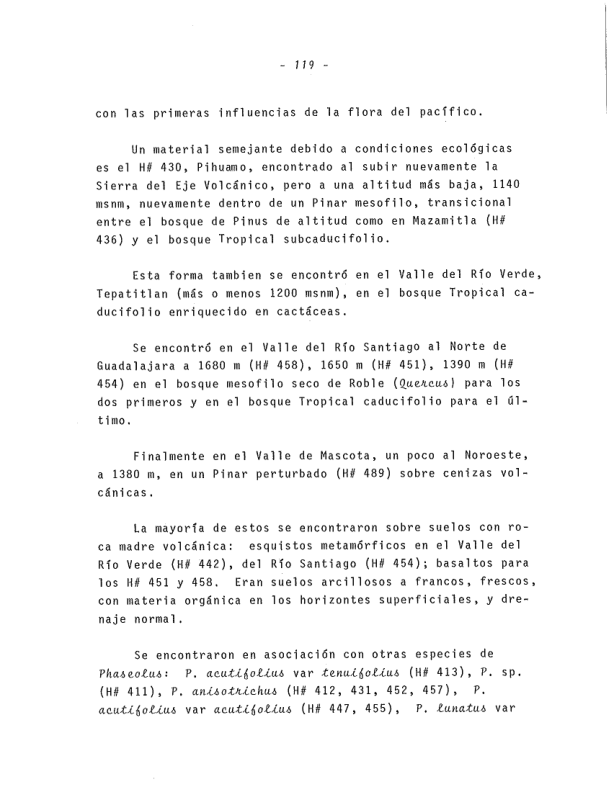 - 119 -
con las primeras influencias de la flora del pacífico.
Un material semejante debido a condiciones ecológicas
es el H# 430, Pihuamo, encontrado al subir nuevamente la
Sierra del Eje Volcánico, pero a una altitud más baja, 1140
msnm, nuevamente dentro de un Pinar mesofilo, transicional
entre el bosque de Pinus de altitud como en Mazamitla (H#
436) y el bosque Tropical subcaducifolio.
Esta forma tambien se encontró en el Valle del Río Verde,
Tepatitlan (más o menos 1200 msnm), en el bosque Tropical ca-
ducifolio enriquecido en cactáceas.
Se encontró en el Valle del Río Santiago al Norte de
Guadalajara a 1680 m (H# 458), 1650 m (H# 451), 1390 m (H#
454) en el bosque mesofilo seco de Roble (Quercus) para los
dos primeros y en el bosque Tropical caducifolio para el úl-
timo.
Finalmente en el Valle de Mascota, un poco al Noroeste,
a 1380 m, en un Pinar perturbado (H# 489) sobre cenizas vol-
cánicas.
La mayoría de estos se encontraron sobre suelos con ro-
ca madre volcánica: esquistos metamórficos en el Valle del
Río Verde (H# 442), del Río Santiago (H# 454); basaltos para
los H# 451 y 458. Eran suelos arcillosos a francos, frescos,
con materia orgánica en los horizontes superficiales, y dre-
naje normal.
Se encontraron en asociación con otras especies de
Phaseolus: P. acutifolius var tenuifolius (H# 413), P. sp.
(H# 411), P. anisotrichus (H# 412, 431, 452, 457), P.
acutifolius var acutifolius (H# 447, 455), P. lunatus var